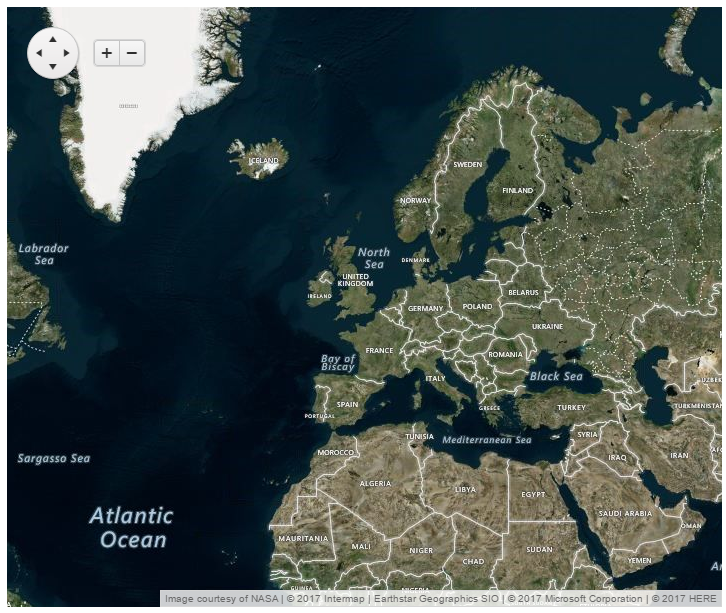 + −
ICELAND
SWEDEN
FINLAND
NORWAY
Labrador
Sea
North
Sea
DENMARK
UNITED
KINGDOM
IRELAND
BELARUS
GERMANY
POLAND
UKRAINE
FRANCE
ROMANIA
Bay of
Biscay
ITALY
Black Sea
SPAIN
PORTUGAL
GREECE
TURKEY
TURKMENISTAN
TUNISIA
Mediterranean Sea
SYRIA
MOROCCO
IRAQ
IRAN
Sargasso Sea
ALGERIA
LIBYA
EGYPT
SAUDI ARABIA
Atlantic
Ocean
OMAN
MAURITANIA
MALI
NIGER
CHAD
SUDAN
YEMEN
Image courtesy of NASA | © 2017 Intermap | Earthstar Geographics SIO | © 2017 Microsoft Corporation | © 2017 HERE